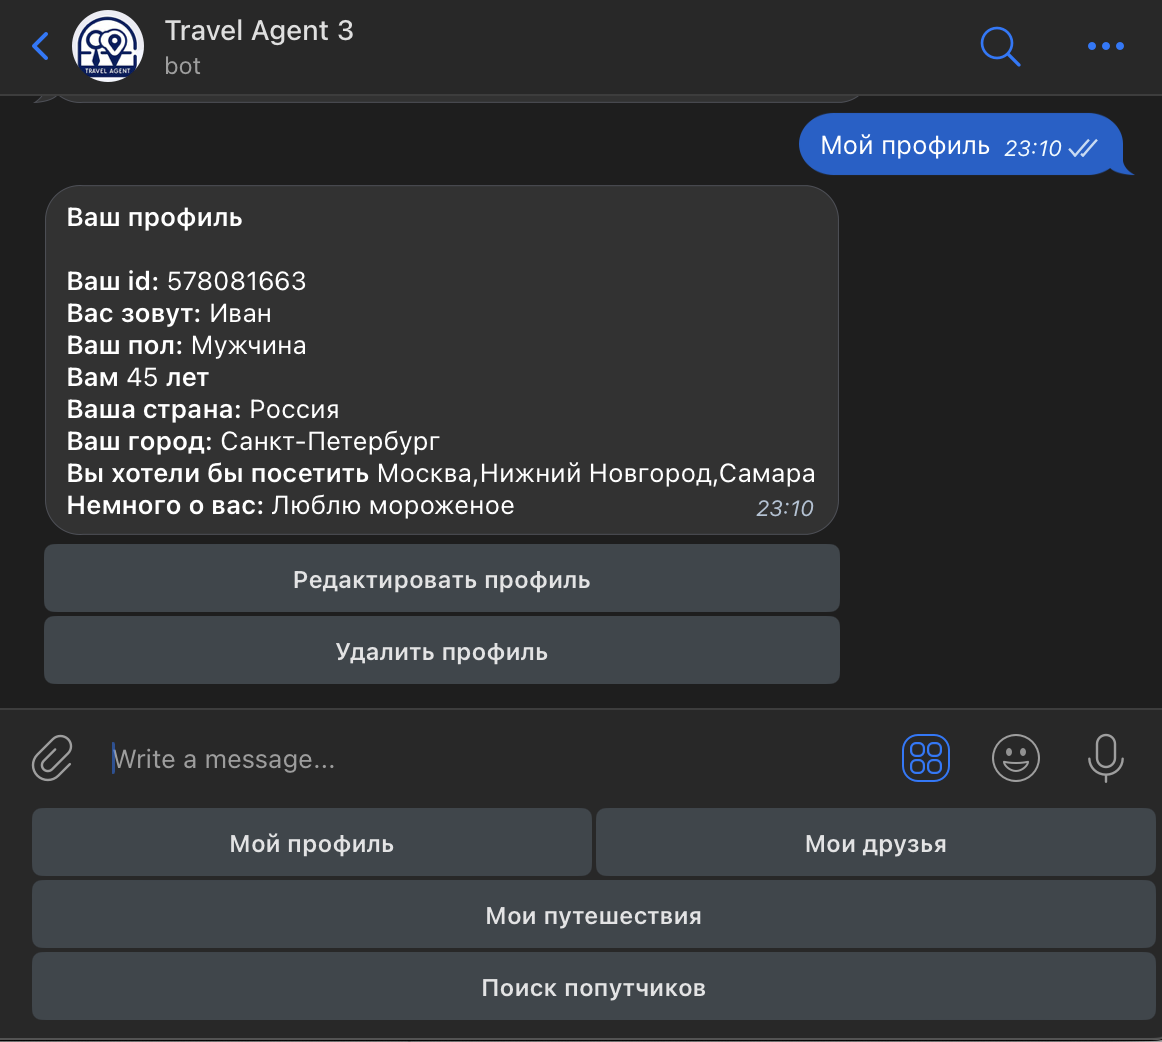 Travel Agent 3
TRAVEL AGENT
bot
Мой профиль 23:10
Ваш профиль
Ваш id: 578081663
Вас зовут: Иван
Ваш пол: Мужчина
Вам 45 лет
Ваша страна: Россия
Ваш город: Санкт-Петербург
Вы хотели бы посетить Москва,Нижний Новгород,Самара
Немного о вас: Люблю мороженое 23:10
Редактировать профиль
Удалить профиль
Write a message...
Мой профиль Мои друзья
Мои путешествия
Поиск попутчиков